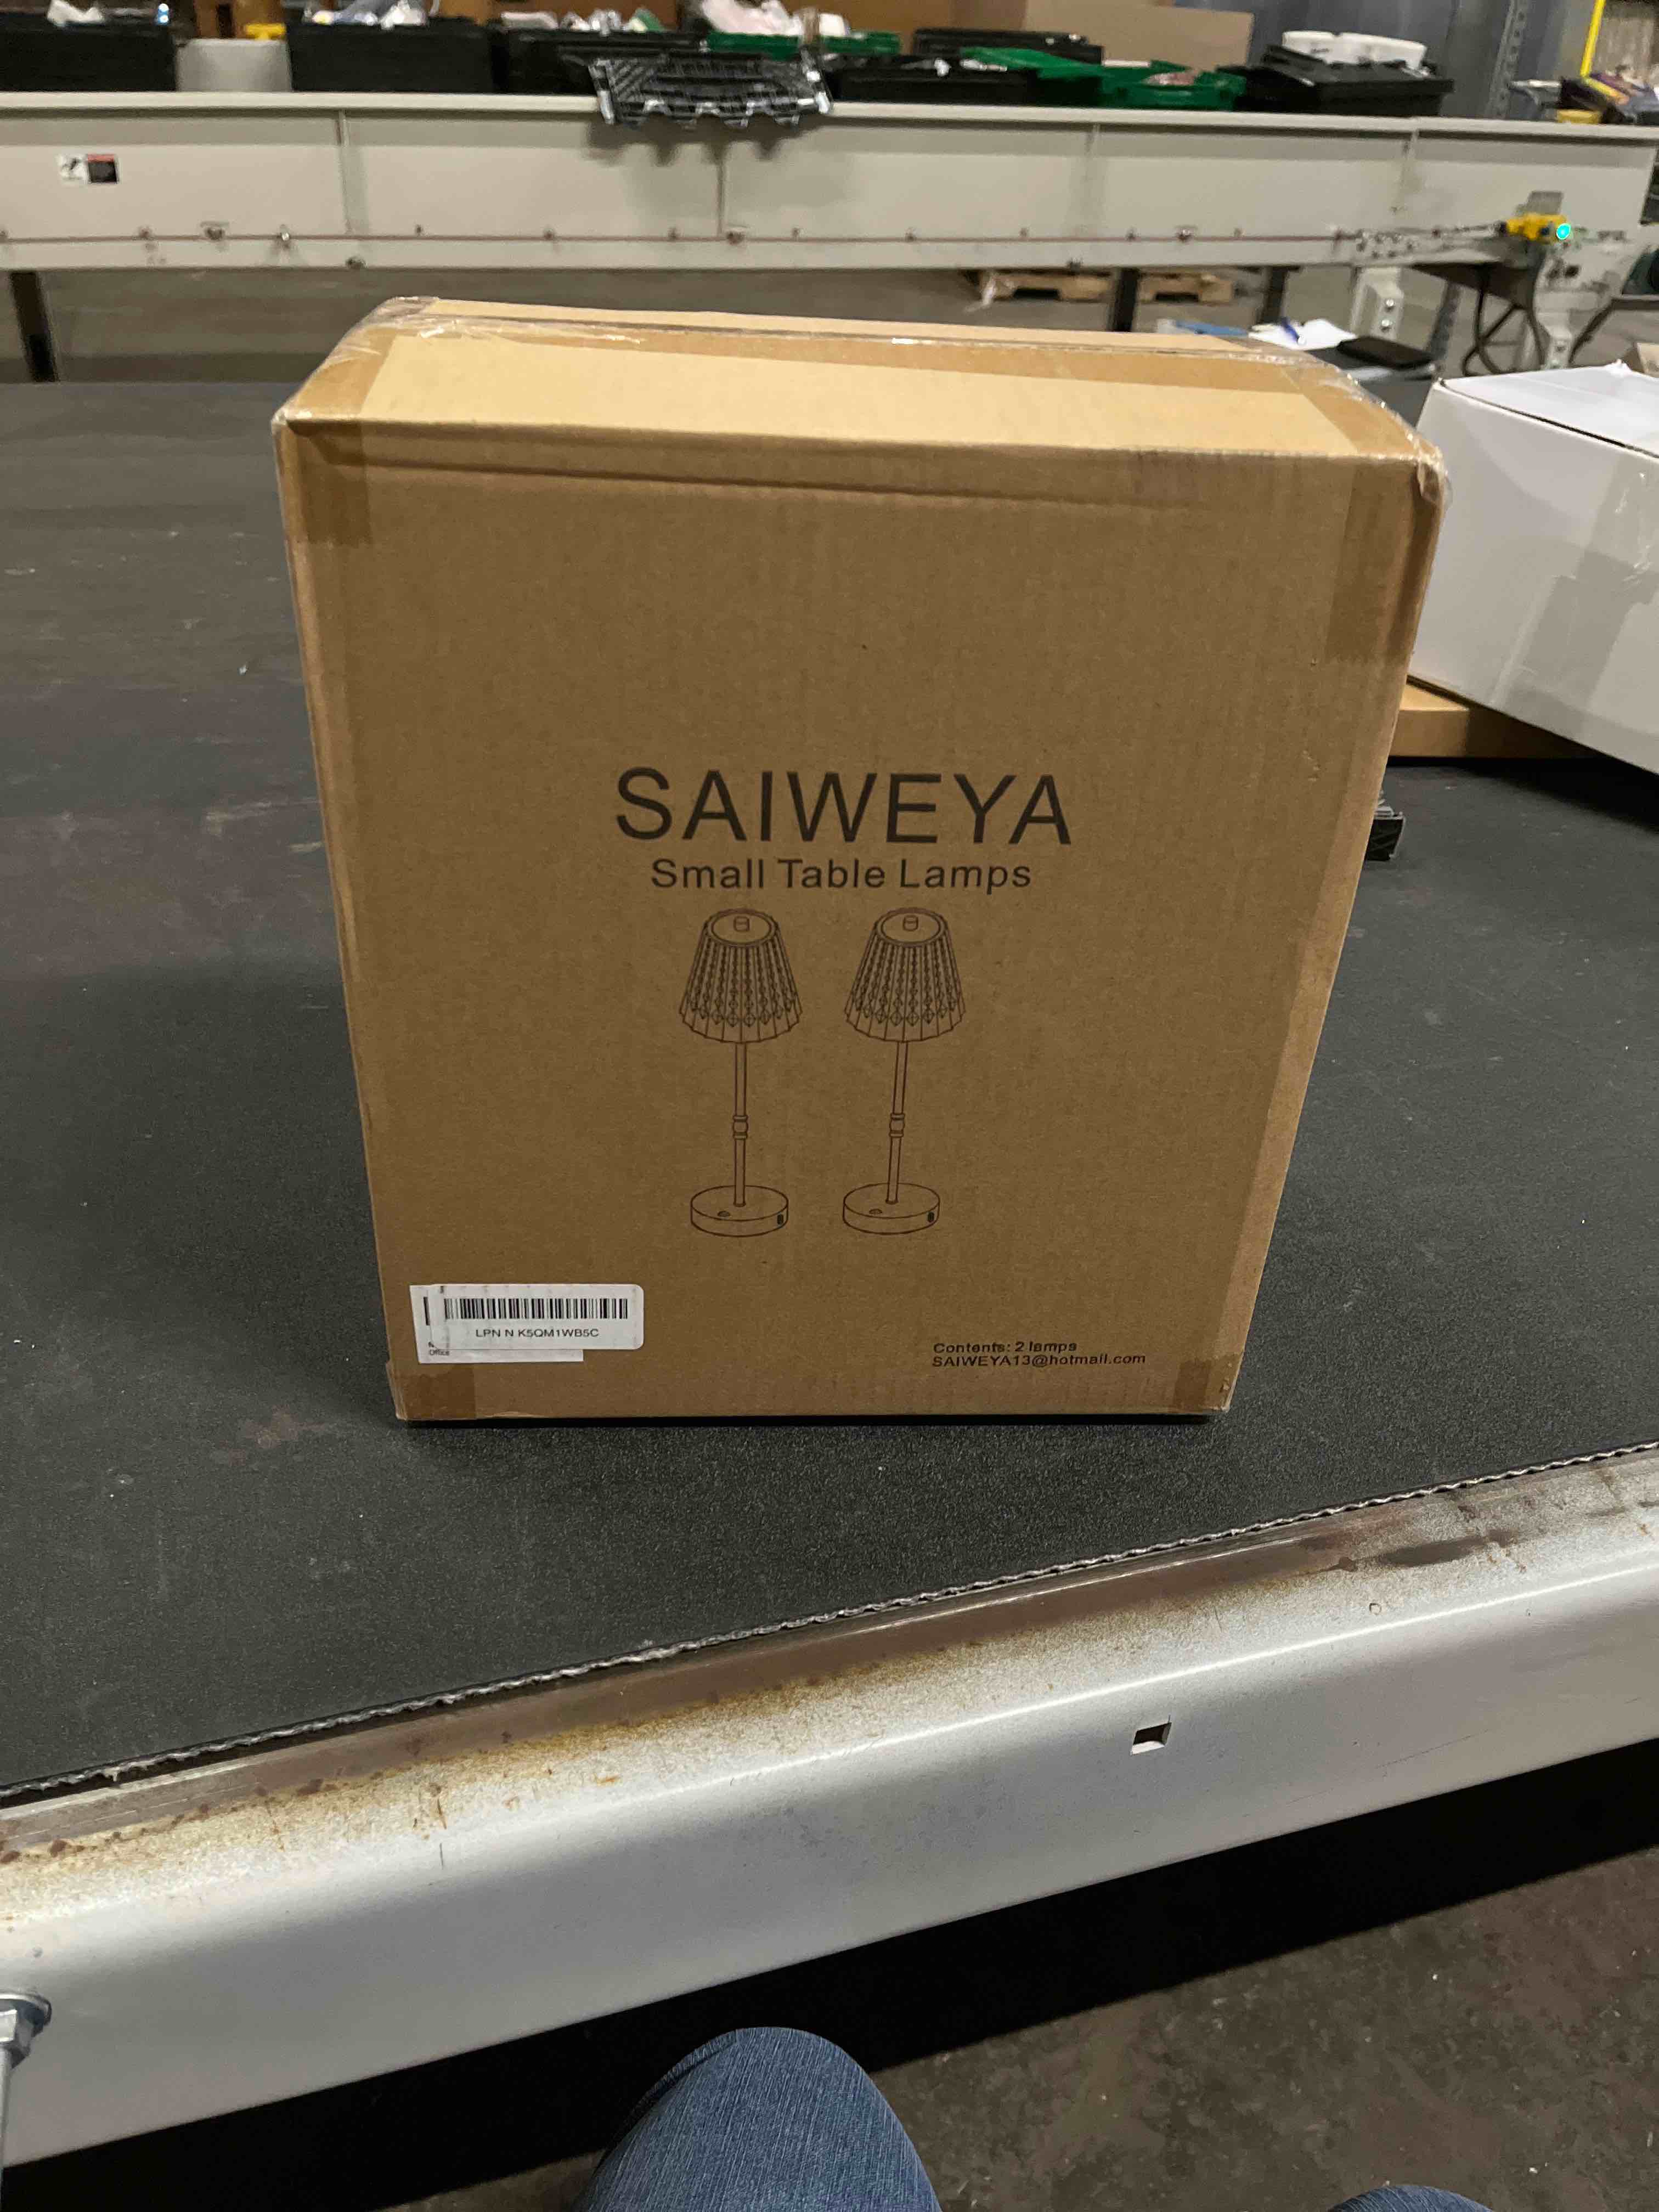 SAIWEYA
Small Table Lamps
LPN N K5QM1WB5C
Contents: 2 lamps
SAIWEYA13@hotmail.com